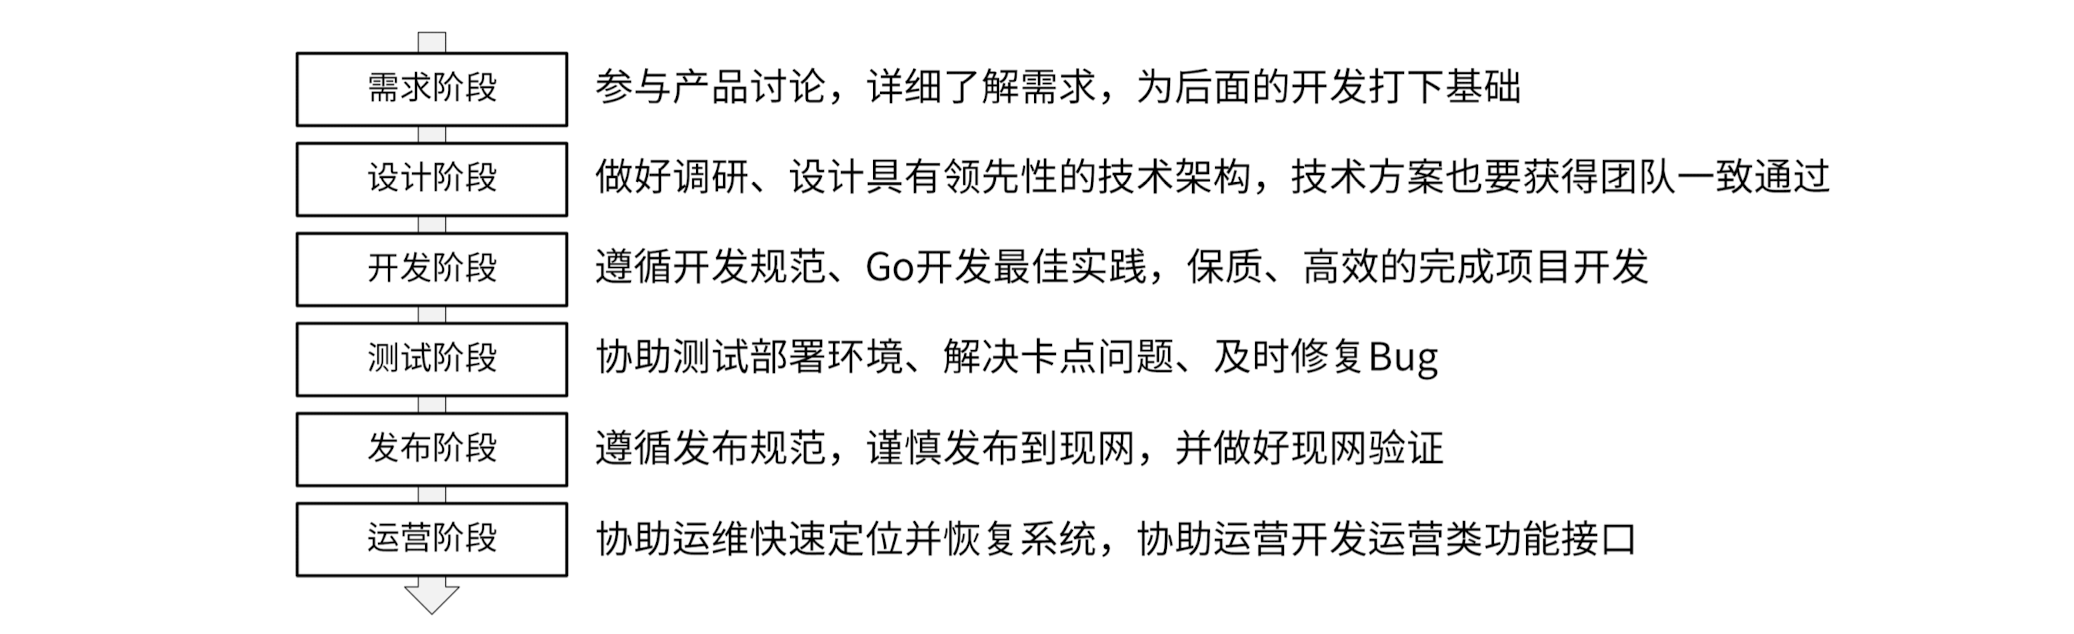 需求阶段
参与产品讨论，详细了解需求，为后面的开发打下基础
设计阶段
做好调研、设计具有领先性的技术架构，技术方案也要获得团队一致通过
开发阶段
遵循开发规范、Go开发最佳实践，保质、高效的完成项目开发
测试阶段
协助测试部署环境、解决卡点问题、及时修复Bug
发布阶段
遵循发布规范，谨慎发布到现网，并做好现网验证
运营阶段
协助运维快速定位并恢复系统，协助运营开发运营类功能接口